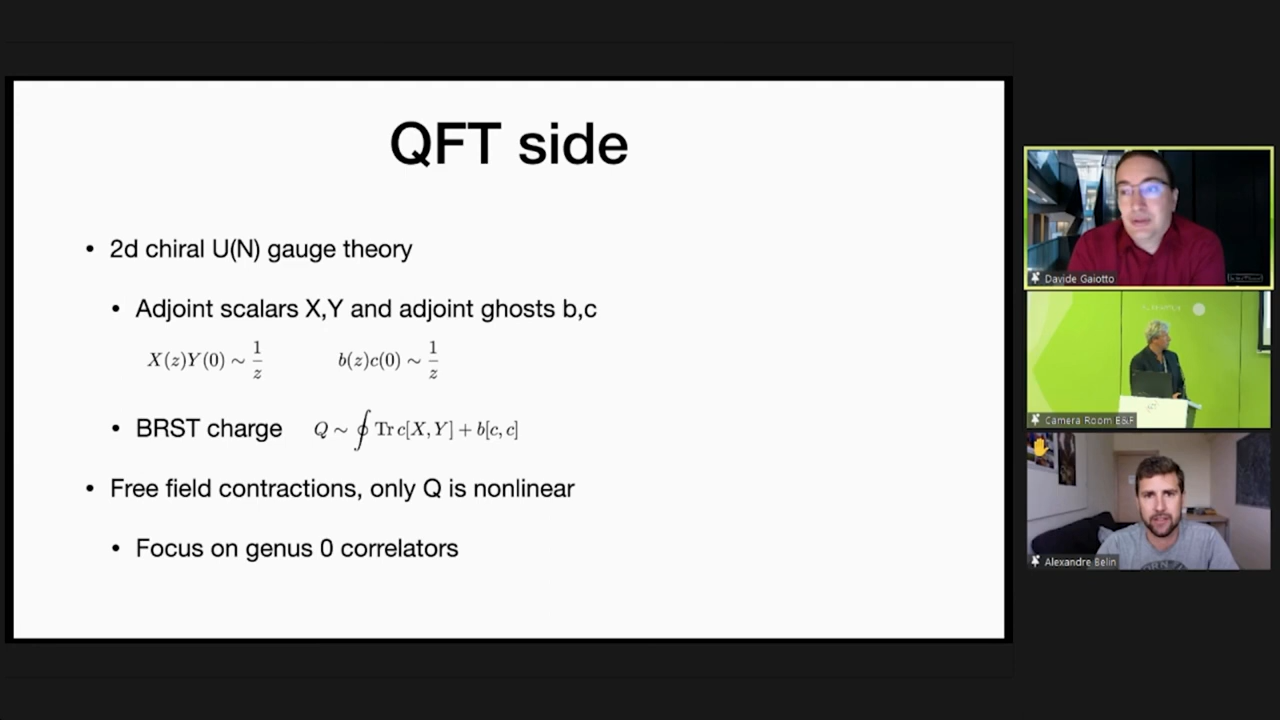 QFT side
• 2d chiral U(N) gauge theory
• Adjoint scalars X,Y and adjoint ghosts b,c
X(z)Y(0) ∼ 1/z b(z)c(0) ∼ 1/z
• BRST charge Q ∼ ∮ Tr c[X, Y] + b[c, c]
• Free field contractions, only Q is nonlinear
• Focus on genus 0 correlators
Davide Gaiotto
Camera Room E&F
Alexandre Belin